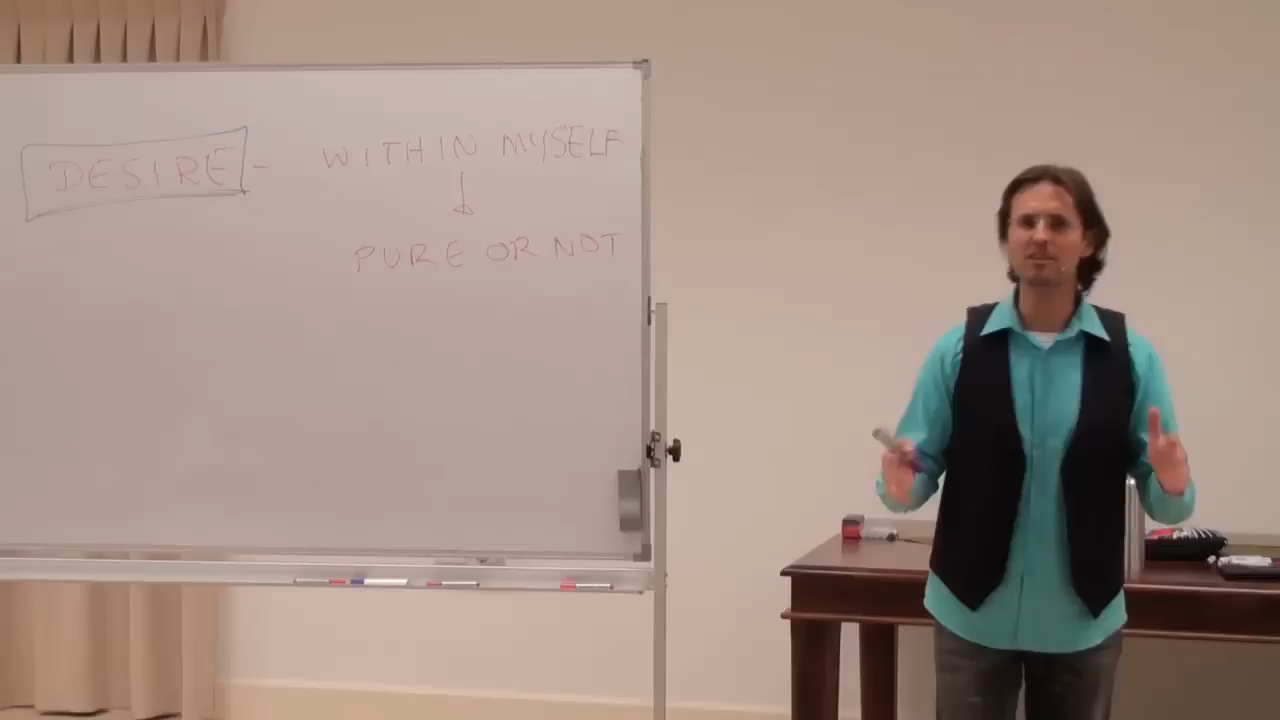 DESIRE - WITHIN MYSELF
↓
PURE OR NOT